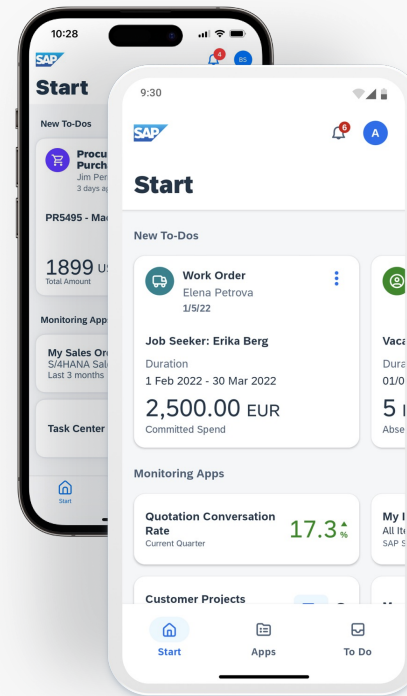 10:28
SAP
4
BS
Start
New To-Dos
Procu
Purch
Jim Per
3 days a
PR5495 - Ma
1899 U
Total Amount
Monitoring App
My Sales Or
S/4HANA Sal
Last 3 months
Task Center
Start
9:30
SAP
6
A
Start
New To-Dos
Work Order
Elena Petrova
1/5/22
Job Seeker: Erika Berg
Duration
1 Feb 2022 - 30 Mar 2022
2,500.00 EUR
Committed Spend
Vaca
Dura
01/0
5
Abse
Monitoring Apps
Quotation Conversation
Rate
Current Quarter
17.3 %
My I
All Ite
SAP S
Customer Projects
Start
Apps
To Do